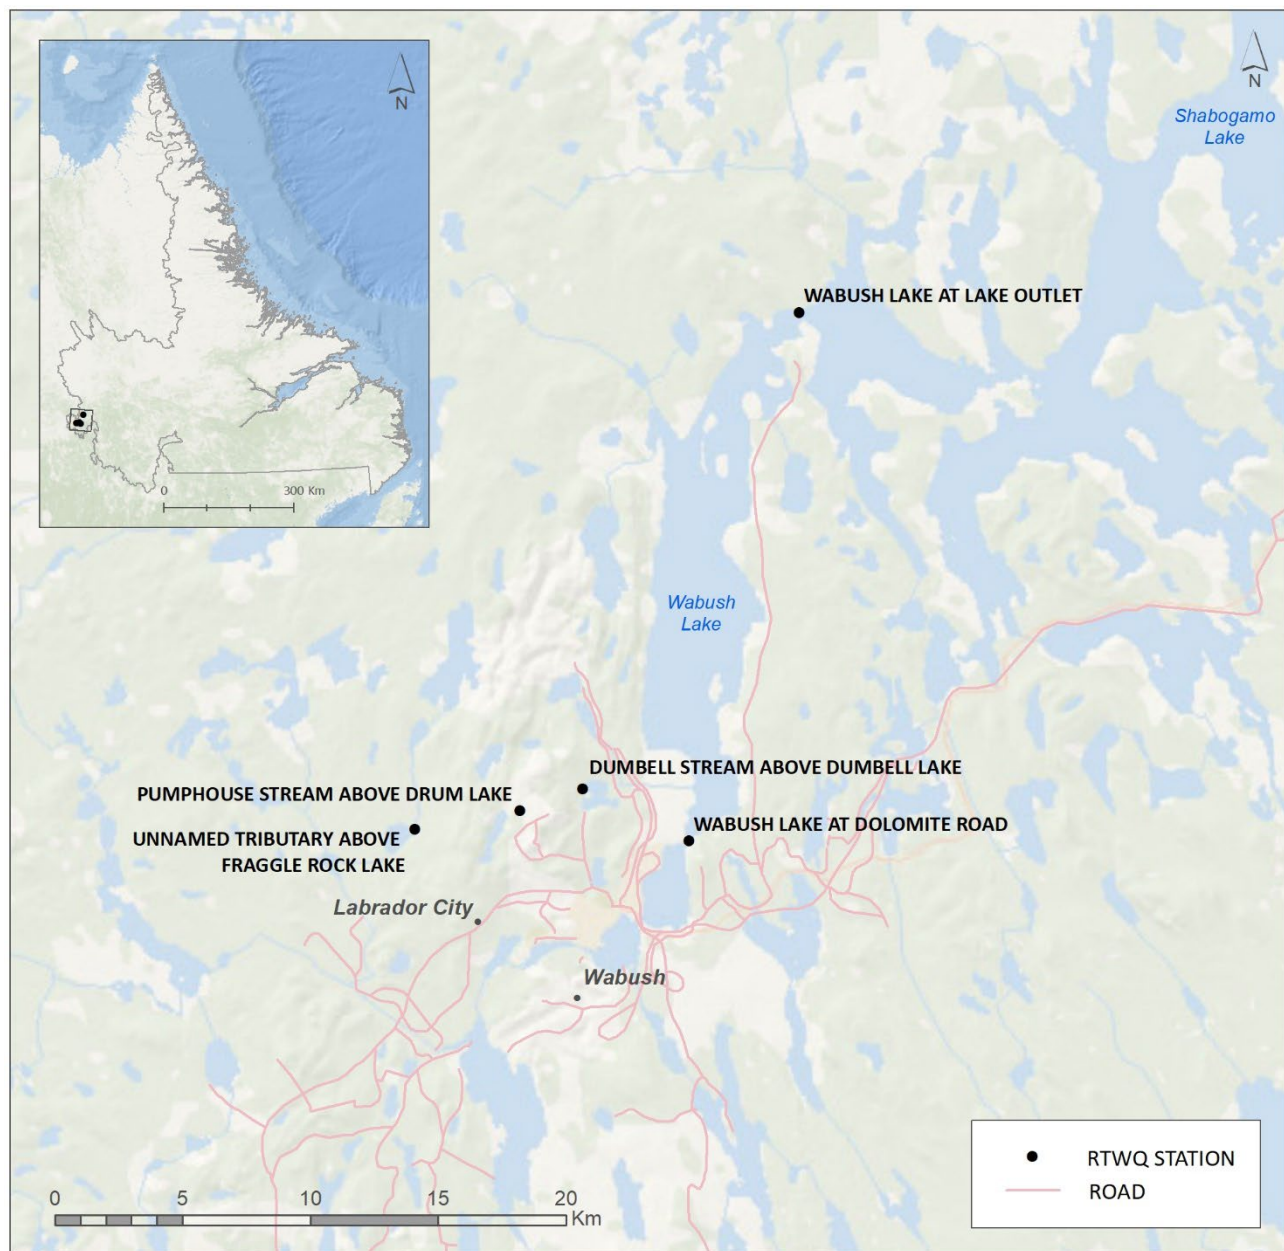 N
N
Shabogamo
Lake
WABUSH LAKE AT LAKE OUTLET
0
300 Km
Wabush
Lake
DUMBELL STREAM ABOVE DUMBELL LAKE
PUMPHOUSE STREAM ABOVE DRUM LAKE
WABUSH LAKE AT DOLOMITE ROAD
UNNAMED TRIBUTARY ABOVE
FRAGGLE ROCK LAKE
Labrador City
Wabush
RTWQ STATION
ROAD
0 5 10 15 20
Km